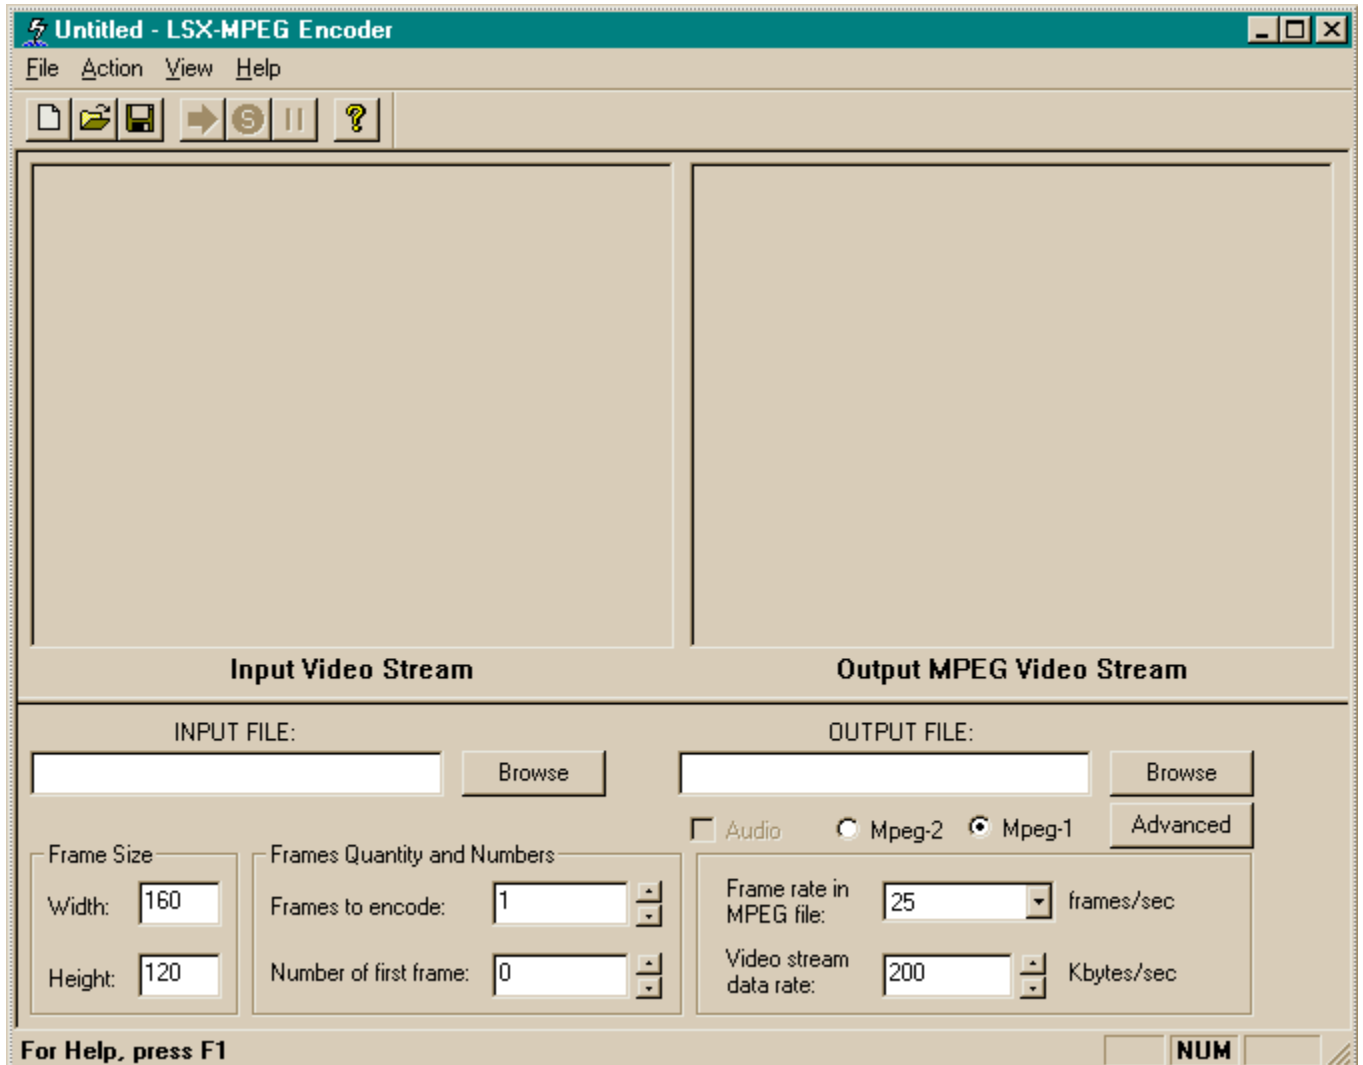 Untitled - LSX-MPEG Encoder
File Action View Help
Input Video Stream
Output MPEG Video Stream
INPUT FILE:
OUTPUT FILE:
Browse
Browse
Audio Mpeg-2 Mpeg-1 Advanced
Frame Size
Width: 160
Height: 120
Frames Quantity and Numbers
Frames to encode: 1
Number of first frame: 0
Frame rate in
MPEG file: 25 frames/sec
Video stream
data rate: 200 Kbytes/sec
For Help, press F1
NUM